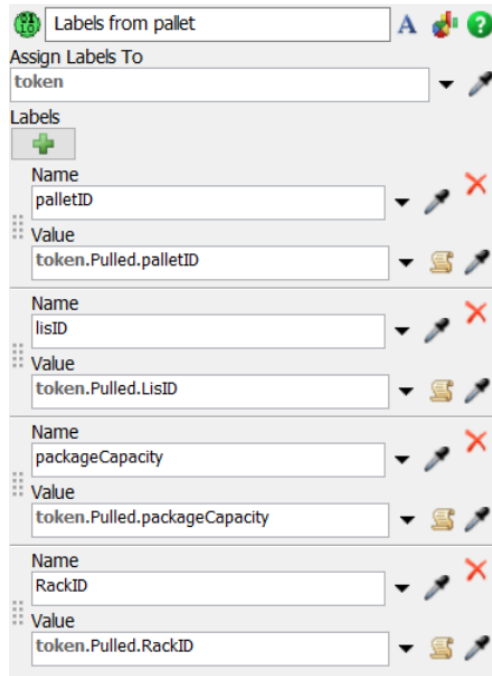 Labels from pallet
Assign Labels To
token
Labels
Name
palletID
Value
token.Pulled.palletID
Name
lisID
Value
token.Pulled.LisID
Name
packageCapacity
Value
token.Pulled.packageCapacity
Name
RackID
Value
token.Pulled.RackID